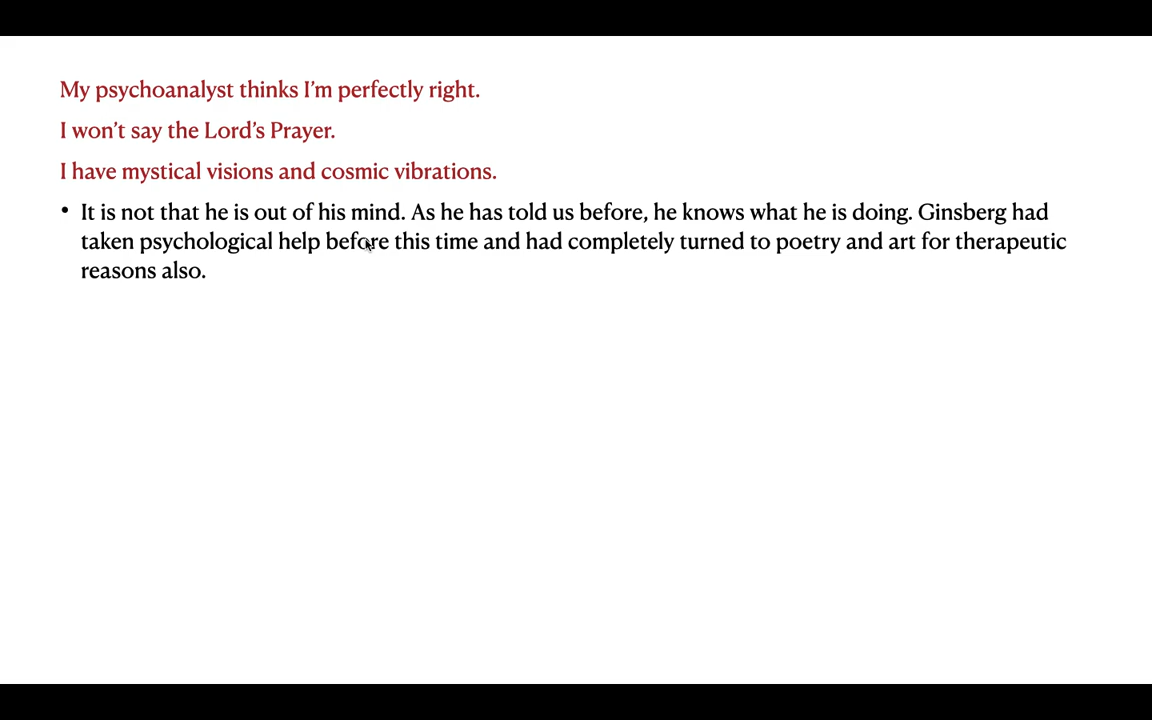 My psychoanalyst thinks I’m perfectly right.
I won’t say the Lord’s Prayer.
I have mystical visions and cosmic vibrations.
• It is not that he is out of his mind. As he has told us before, he knows what he is doing. Ginsberg had
taken psychological help before this time and had completely turned to poetry and art for therapeutic
reasons also.